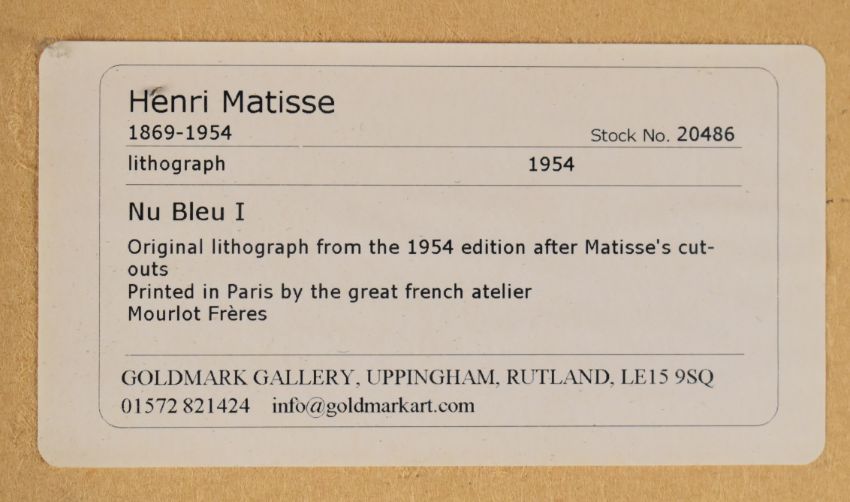 Henri Matisse
1869-1954
Stock No. 20486
lithograph 1954
Nu Bleu I
Original lithograph from the 1954 edition after Matisse's cut-
outs
Printed in Paris by the great french atelier
Mourlot Frères
GOLDMARK GALLERY, UPPINGHAM, RUTLAND, LE15 9SQ
01572 821424 info@goldmarkart.com